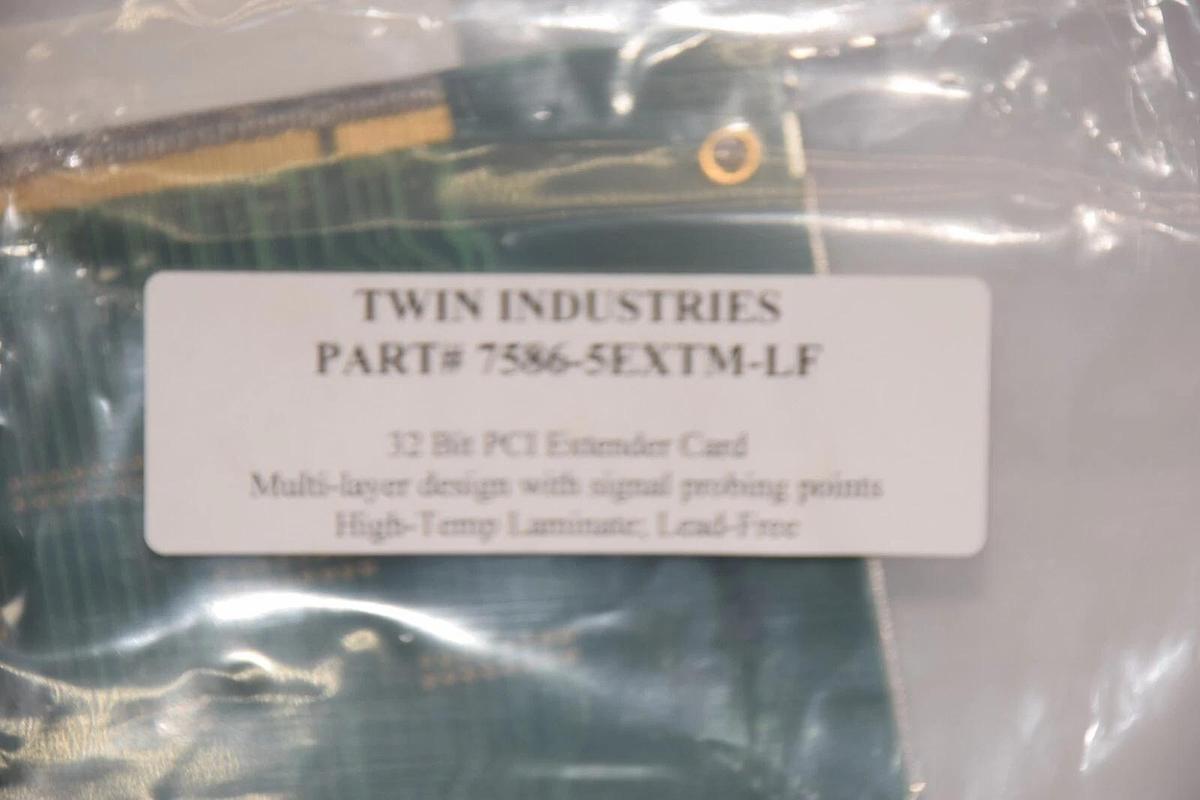 TWIN INDUSTRIES
PART# 7586-5EXTM-LF
32 Bit PCI Extender Card
Multi-layer design with signal probing points
High-Temp Laminate; Lead-Free